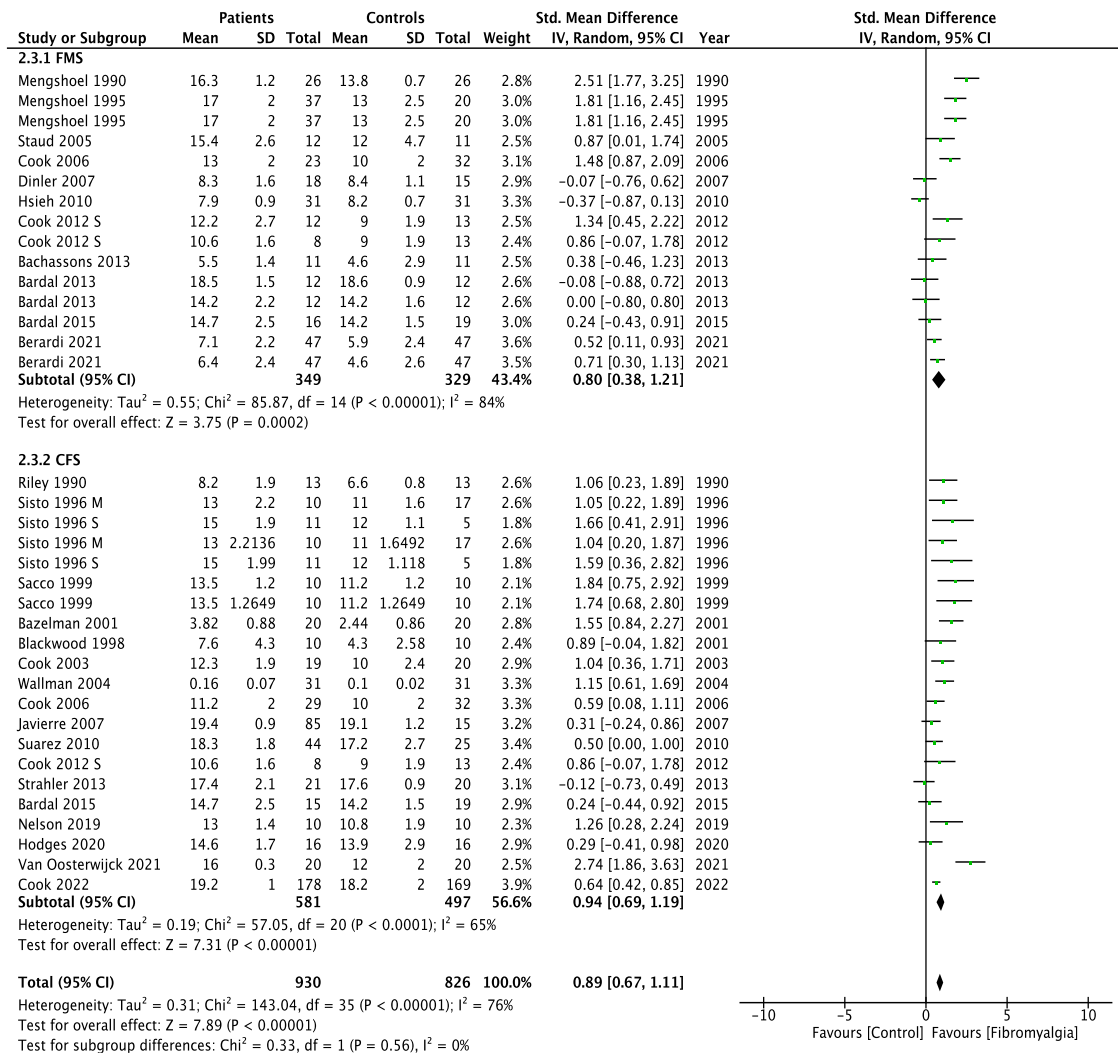 Patients Controls Std. Mean Difference Std. Mean Difference
Study or Subgroup Mean SD Total Mean SD Total Weight IV, Random, 95% CI Year IV, Random, 95% CI
2.3.1 FMS
Mengshoel 1990 16.3 1.2 26 13.8 0.7 26 2.8% 2.51 [1.77, 3.25] 1990
Mengshoel 1995 17 2 37 13 2.5 20 3.0% 1.81 [1.16, 2.45] 1995
Mengshoel 1995 17 2 37 13 2.5 20 3.0% 1.81 [1.16, 2.45] 1995
Staud 2005 15.4 2.6 12 12 4.7 11 2.5% 0.87 [0.01, 1.74] 2005
Cook 2006 13 2 23 10 2 32 3.1% 1.48 [0.87, 2.09] 2006
Dinler 2007 8.3 1.6 18 8.4 1.1 15 2.9% −0.07 [−0.76, 0.62] 2007
Hsieh 2010 7.9 0.9 31 8.2 0.7 31 3.4% −0.37 [−0.87, 0.13] 2010
Cook 2012 S 12.2 2.7 12 9 1.9 13 2.5% 1.34 [0.45, 2.22] 2012
Cook 2012 S 10.6 1.6 8 9 1.9 13 2.4% 0.86 [−0.07, 1.78] 2012
Bachassons 2013 5.5 1.4 11 4.6 2.9 11 2.5% 0.38 [−0.46, 1.23] 2013
Bardal 2013 18.5 1.5 12 18.6 0.9 12 2.6% −0.08 [−0.88, 0.72] 2013
Bardal 2013 14.2 2.2 12 14.2 1.6 12 2.7% 0.00 [−0.80, 0.80] 2013
Bardal 2015 14.7 2.5 16 14.2 1.5 19 3.0% 0.24 [−0.43, 0.91] 2015
Berardi 2021 7.1 2.2 47 5.9 2.4 47 3.6% 0.52 [0.11, 0.93] 2021
Berardi 2021 6.4 2.4 47 4.6 2.6 47 3.5% 0.71 [0.30, 1.13] 2021
Subtotal (95% CI) 349 329 43.4% 0.80 [0.38, 1.21]
Heterogeneity: Tau² = 0.55; Chi² = 85.87, df = 14 (P < 0.00001); I² = 84%
Test for overall effect: Z = 3.75 (P = 0.0002)
2.3.2 CFS
Riley 1990 8.2 1.9 13 6.6 0.8 13 2.6% 1.06 [0.23, 1.89] 1990
Sisto 1996 M 13 2.2 10 11 1.6 17 2.6% 1.05 [0.22, 1.89] 1996
Sisto 1996 S 15 1.9 11 12 1.1 5 1.8% 1.66 [0.41, 2.91] 1996
Sisto 1996 M 13 2.2136 10 11 1.6492 17 2.6% 1.04 [0.20, 1.87] 1996
Sisto 1996 S 15 1.99 11 12 1.118 5 1.8% 1.59 [0.36, 2.82] 1996
Sacco 1999 13.5 1.2 10 11.2 1.2 10 2.1% 1.84 [0.75, 2.92] 1999
Sacco 1999 13.5 1.2649 10 11.2 1.2649 10 2.1% 1.74 [0.68, 2.80] 1999
Bazelman 2001 3.82 0.88 20 2.44 0.86 20 2.8% 1.55 [0.84, 2.27] 2001
Blackwood 1998 7.6 4.3 10 4.3 2.58 10 2.4% 0.89 [−0.04, 1.82] 2001
Cook 2003 12.3 1.9 19 10 2.4 20 2.9% 1.04 [0.36, 1.71] 2003
Wallman 2004 0.16 0.07 31 0.1 0.02 31 3.3% 1.15 [0.61, 1.69] 2004
Cook 2006 11.2 2 29 10 2 32 3.4% 0.59 [0.08, 1.11] 2006
Javierre 2007 19.4 0.9 85 19.1 1.2 15 3.2% 0.31 [−0.24, 0.86] 2007
Suarez 2010 18.3 1.8 44 17.2 2.7 25 3.4% 0.50 [0.00, 1.00] 2010
Cook 2012 S 10.6 1.6 8 9 1.9 13 2.4% 0.86 [−0.07, 1.78] 2012
Strahler 2013 17.4 2.1 21 17.6 0.9 20 3.1% −0.12 [−0.73, 0.49] 2013
Bardal 2015 14.7 2.5 15 14.2 1.5 19 2.9% 0.24 [−0.44, 0.92] 2015
Nelson 2019 13 1.4 10 10.8 1.9 10 2.3% 1.26 [0.28, 2.24] 2019
Hodges 2020 14.6 1.7 16 13.9 2.9 16 2.9% 0.29 [−0.41, 0.98] 2020
Van Oosterwijck 2021 16 0.3 20 12 2 20 2.5% 2.74 [1.86, 3.63] 2021
Cook 2022 19.2 1 178 18.2 2 169 3.9% 0.64 [0.42, 0.85] 2022
Subtotal (95% CI) 581 497 56.6% 0.94 [0.69, 1.19]
Heterogeneity: Tau² = 0.19; Chi² = 57.05, df = 20 (P < 0.0001); I² = 65%
Test for overall effect: Z = 7.31 (P < 0.00001)
Total (95% CI) 930 826 100.0% 0.89 [0.67, 1.11]
Heterogeneity: Tau² = 0.31; Chi² = 143.04, df = 35 (P < 0.00001); I² = 76%
Test for overall effect: Z = 7.89 (P < 0.00001)
Test for subgroup differences: Chi² = 0.33, df = 1 (P = 0.56), I² = 0%
−10 −5 0 5 10
Favours [Control] Favours [Fibromyalgia]